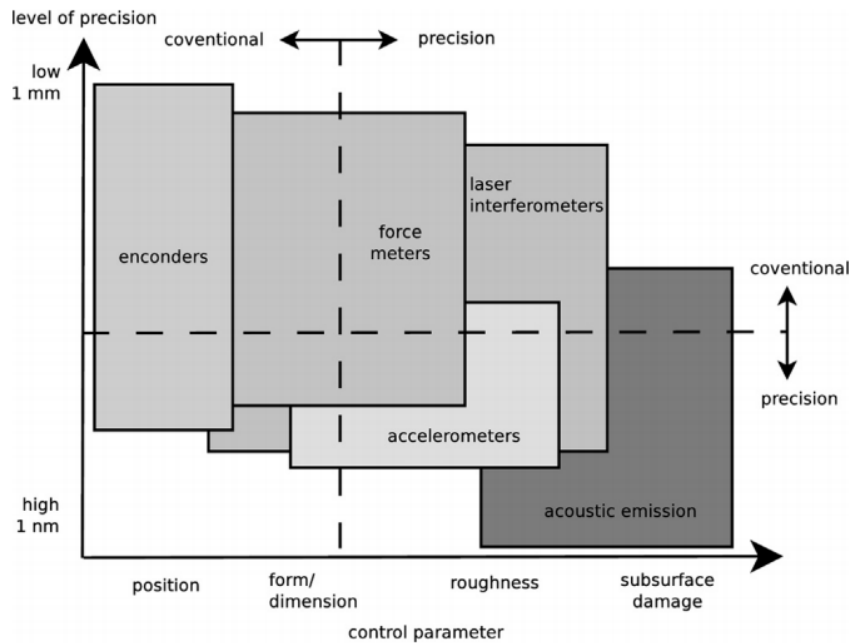 level of precision
coventional
precision
low
1 mm
laser
interferometers
force
meters
enconders
coventional
precision
accelerometers
high
1 nm
acoustic emission
position
form/
dimension
roughness
subsurface
damage
control parameter